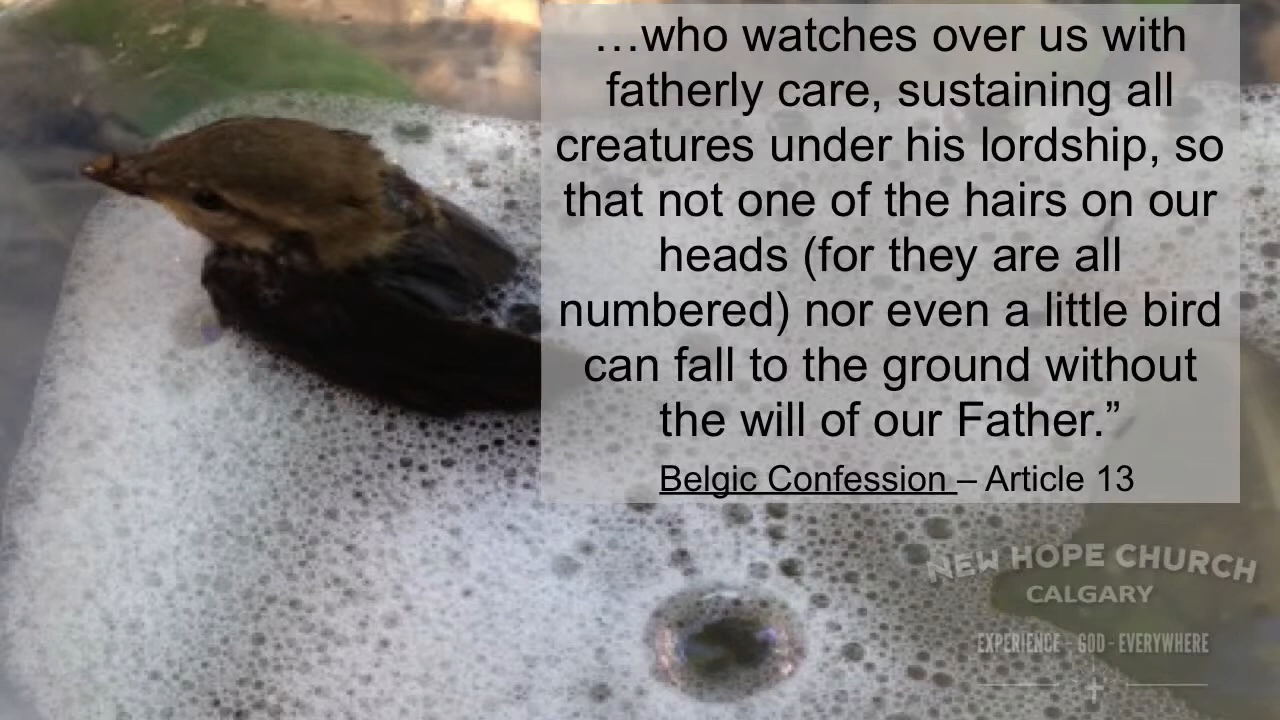 …who watches over us with
fatherly care, sustaining all
creatures under his lordship, so
that not one of the hairs on our
heads (for they are all
numbered) nor even a little bird
can fall to the ground without
the will of our Father.”
Belgic Confession – Article 13
NEW HOPE CHURCH
CALGARY
EXPERIENCE - GOD - EVERYWHERE